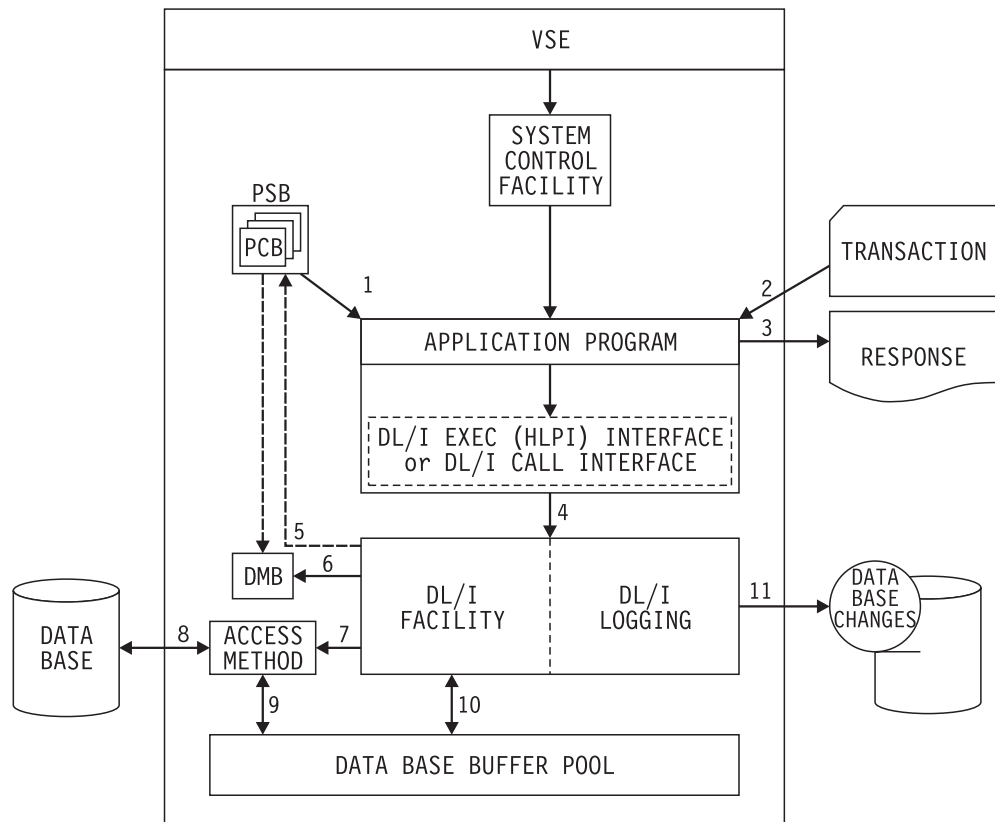 VSE
SYSTEM
CONTROL
FACILITY
PSB
PCB
TRANSACTION
1
2
APPLICATION PROGRAM
3
RESPONSE
DL/I EXEC (HLPI) INTERFACE
or DL/I CALL INTERFACE
4
5
6
DMB
DL/I
FACILITY
DL/I
LOGGING
11
DATA
BASE
CHANGES
DATA
BASE
8
ACCESS
METHOD
7
9
10
DATA BASE BUFFER POOL